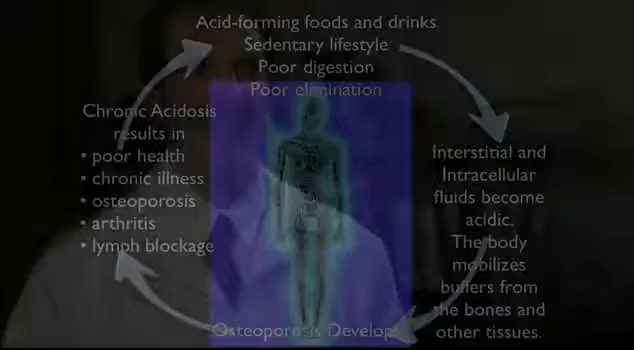 Acid-forming foods and drinks
Sedentary lifestyle
Poor digestion
Poor elimination
Interstitial and
Intracellular
fluids become
acidic.
The body
mobilizes
buffers from
the bones and
other tissues.
Osteoporosis Develops
Chronic Acidosis
results in
• poor health
• chronic illness
• osteoporosis
• arthritis
• lymph blockage